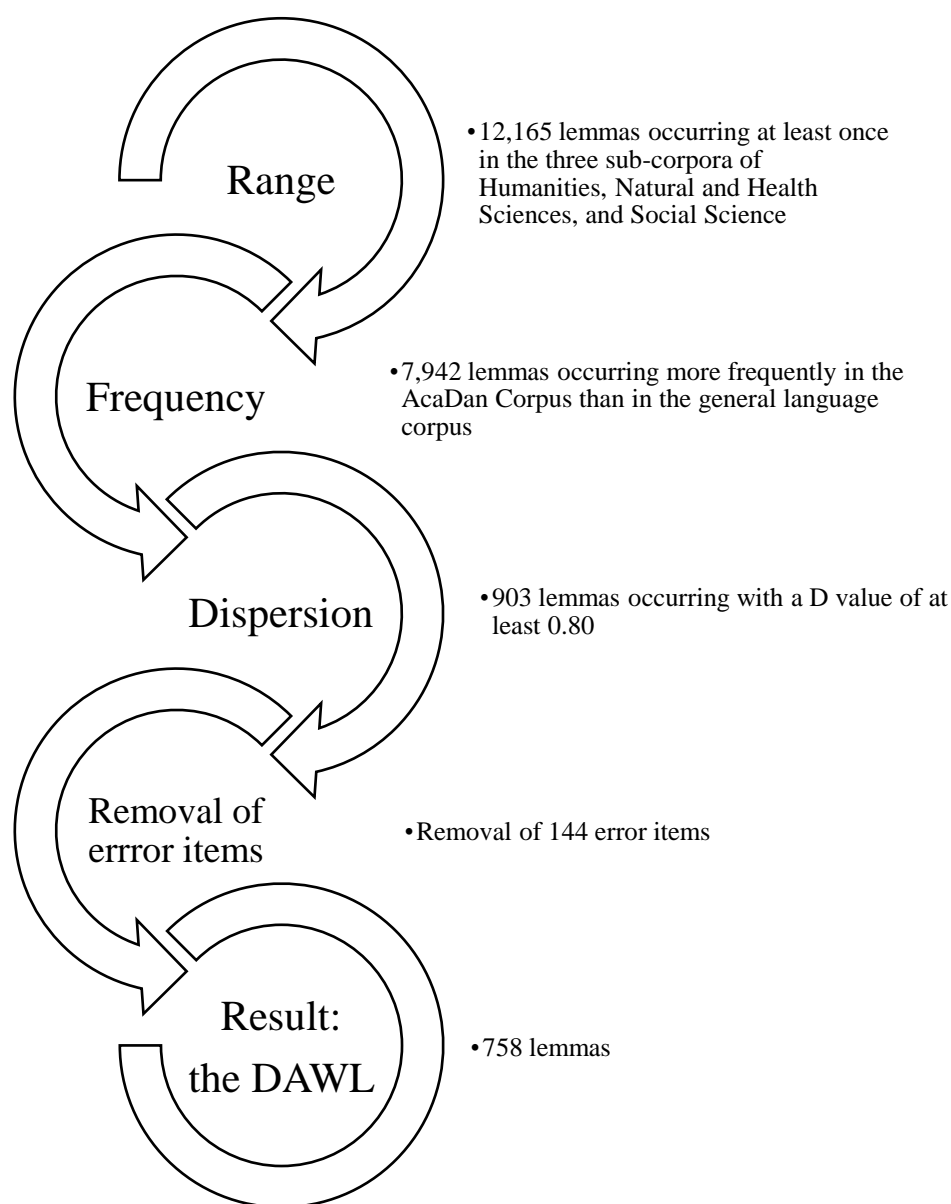 Range
•12,165 lemmas occurring at least once
in the three sub-corpora of
Humanities, Natural and Health
Sciences, and Social Science
Frequency
•7,942 lemmas occurring more frequently in the
AcaDan Corpus than in the general language
corpus
Dispersion
•903 lemmas occurring with a D value of at
least 0.80
Removal of
errror items
•Removal of 144 error items
Result:
the DAWL
•758 lemmas